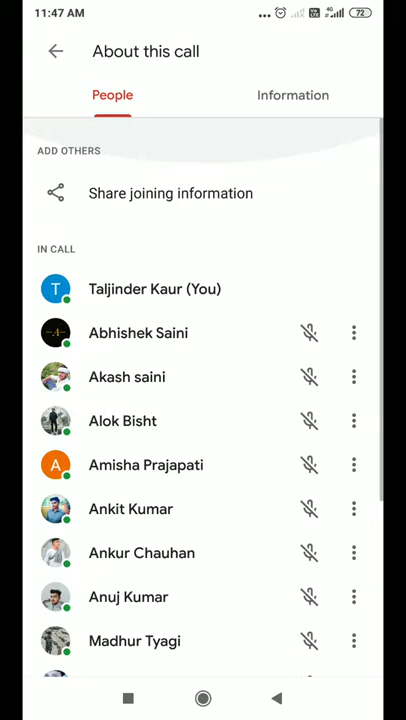 11:47 AM
4G
72
About this call
People
Information
ADD OTHERS
Share joining information
IN CALL
T
Taljinder Kaur (You)
Abhishek Saini
Akash saini
Alok Bisht
A
Amisha Prajapati
Ankit Kumar
Ankur Chauhan
Anuj Kumar
Madhur Tyagi